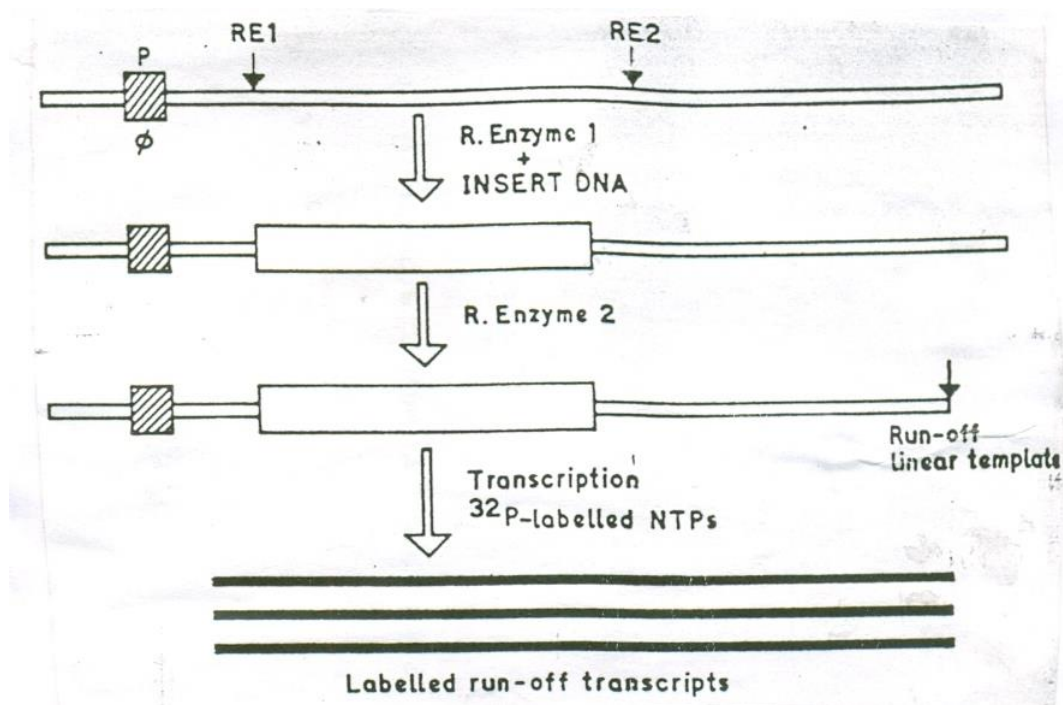 RE1
RE2
P
φ
R. Enzyme 1
+
INSERT DNA
R. Enzyme 2
Run-off
linear template
Transcription
³²P-labelled NTPs
Labelled run-off transcripts